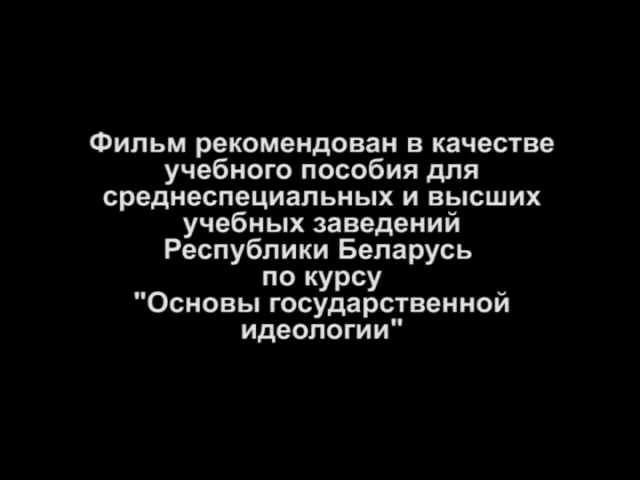 Фильм рекомендован в качестве
учебного пособия для
среднеспециальных и высших
учебных заведений
Республики Беларусь
по курсу
"Основы государственной
идеологии"